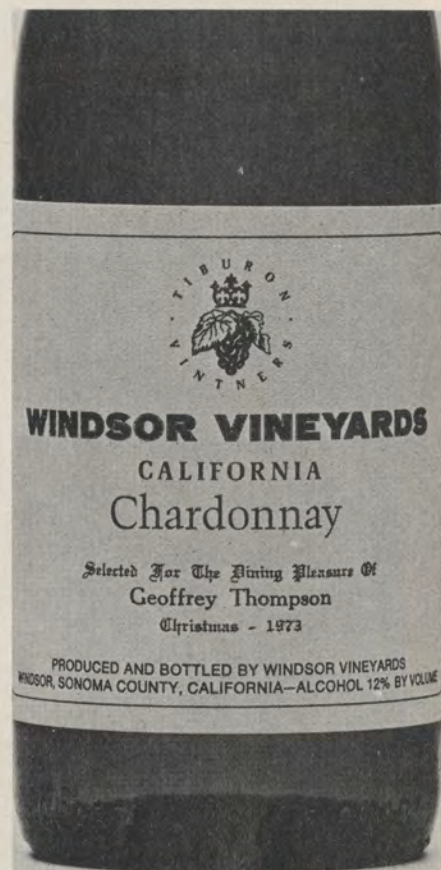 TIBURON
VINTNERS
WINDSOR VINEYARDS
CALIFORNIA
Chardonnay
Selected For The Dining Pleasure Of
Geoffrey Thompson
Christmas - 1973
PRODUCED AND BOTTLED BY WINDSOR VINEYARDS
WINDSOR, SONOMA COUNTY, CALIFORNIA—ALCOHOL 12% BY VOLUME